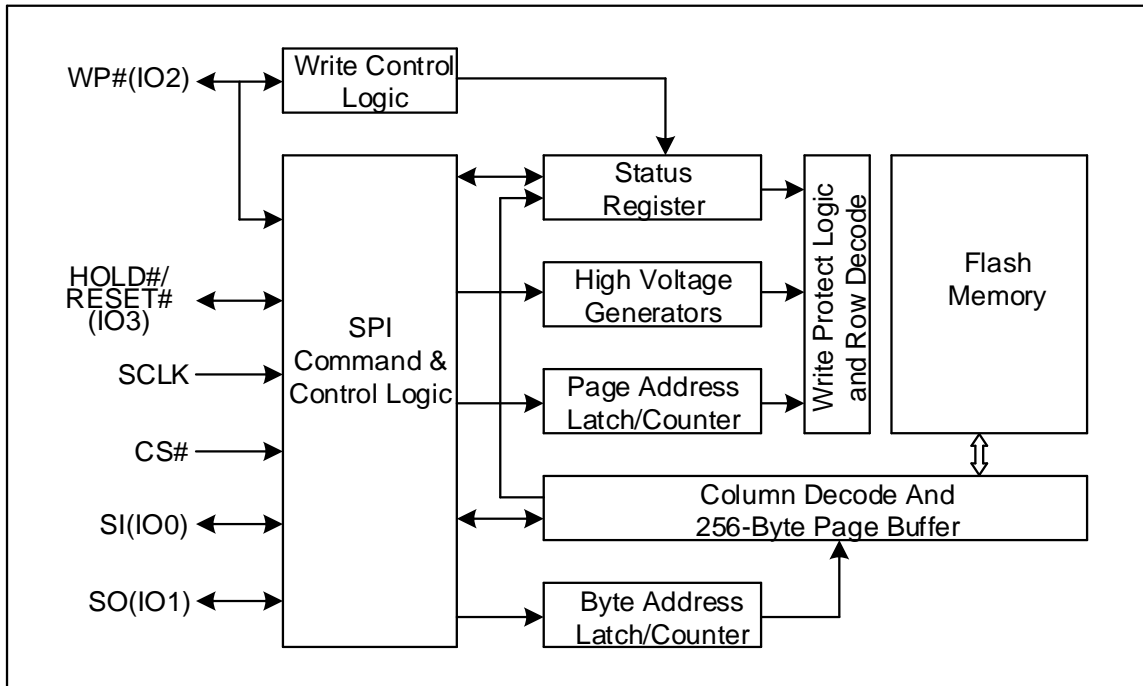 WP#(IO2)
Write Control
Logic
HOLD#/
RESET#
(IO3)
SCLK
CS#
SI(IO0)
SO(IO1)
SPI
Command &
Control Logic
Status
Register
High Voltage
Generators
Page Address
Latch/Counter
Write Protect Logic
and Row Decode
Flash
Memory
Column Decode And
256-Byte Page Buffer
Byte Address
Latch/Counter